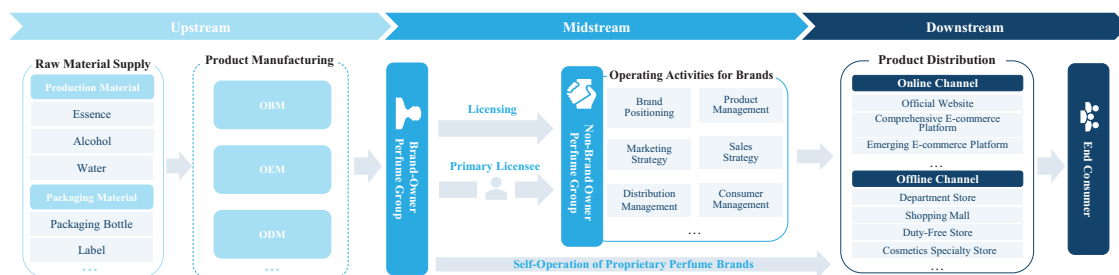 Upstream
Midstream
Downstream
Raw Material Supply
Production Material
Essence
Alcohol
Water
Packaging Material
Packaging Bottle
Label
...
Product Manufacturing
OBM
OEM
ODM
...
Brand-Owner
Perfume Group
Licensing
Primary Licensee
Non-Brand Owner
Perfume Group
Operating Activities for Brands
Brand
Positioning
Product
Management
Marketing
Strategy
Sales
Strategy
Distribution
Management
Consumer
Management
...
Self-Operation of Proprietary Perfume Brands
Product Distribution
Online Channel
Official Website
Comprehensive E-commerce
Platform
Emerging E-commerce Platform
...
Offline Channel
Department Store
Shopping Mall
Duty-Free Store
Cosmetics Specialty Store
...
End Consumer